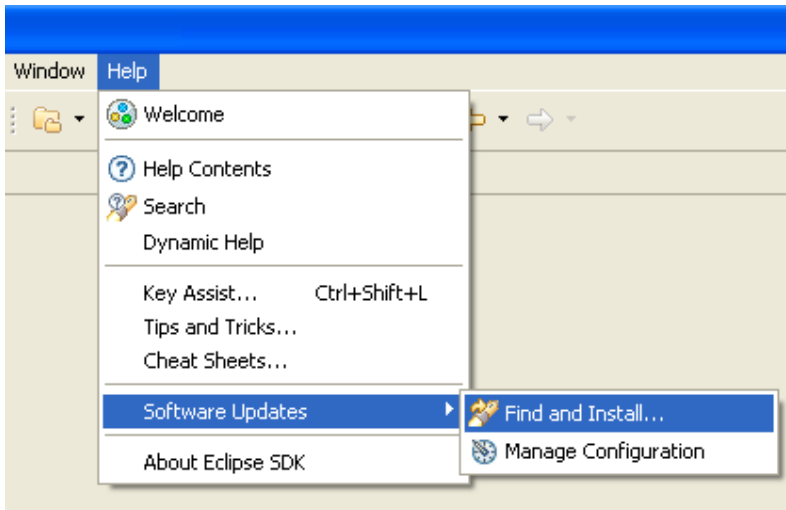 Window Help
Welcome
Help Contents
Search
Dynamic Help
Key Assist... Ctrl+Shift+L
Tips and Tricks...
Cheat Sheets...
Software Updates
Find and Install...
Manage Configuration
About Eclipse SDK